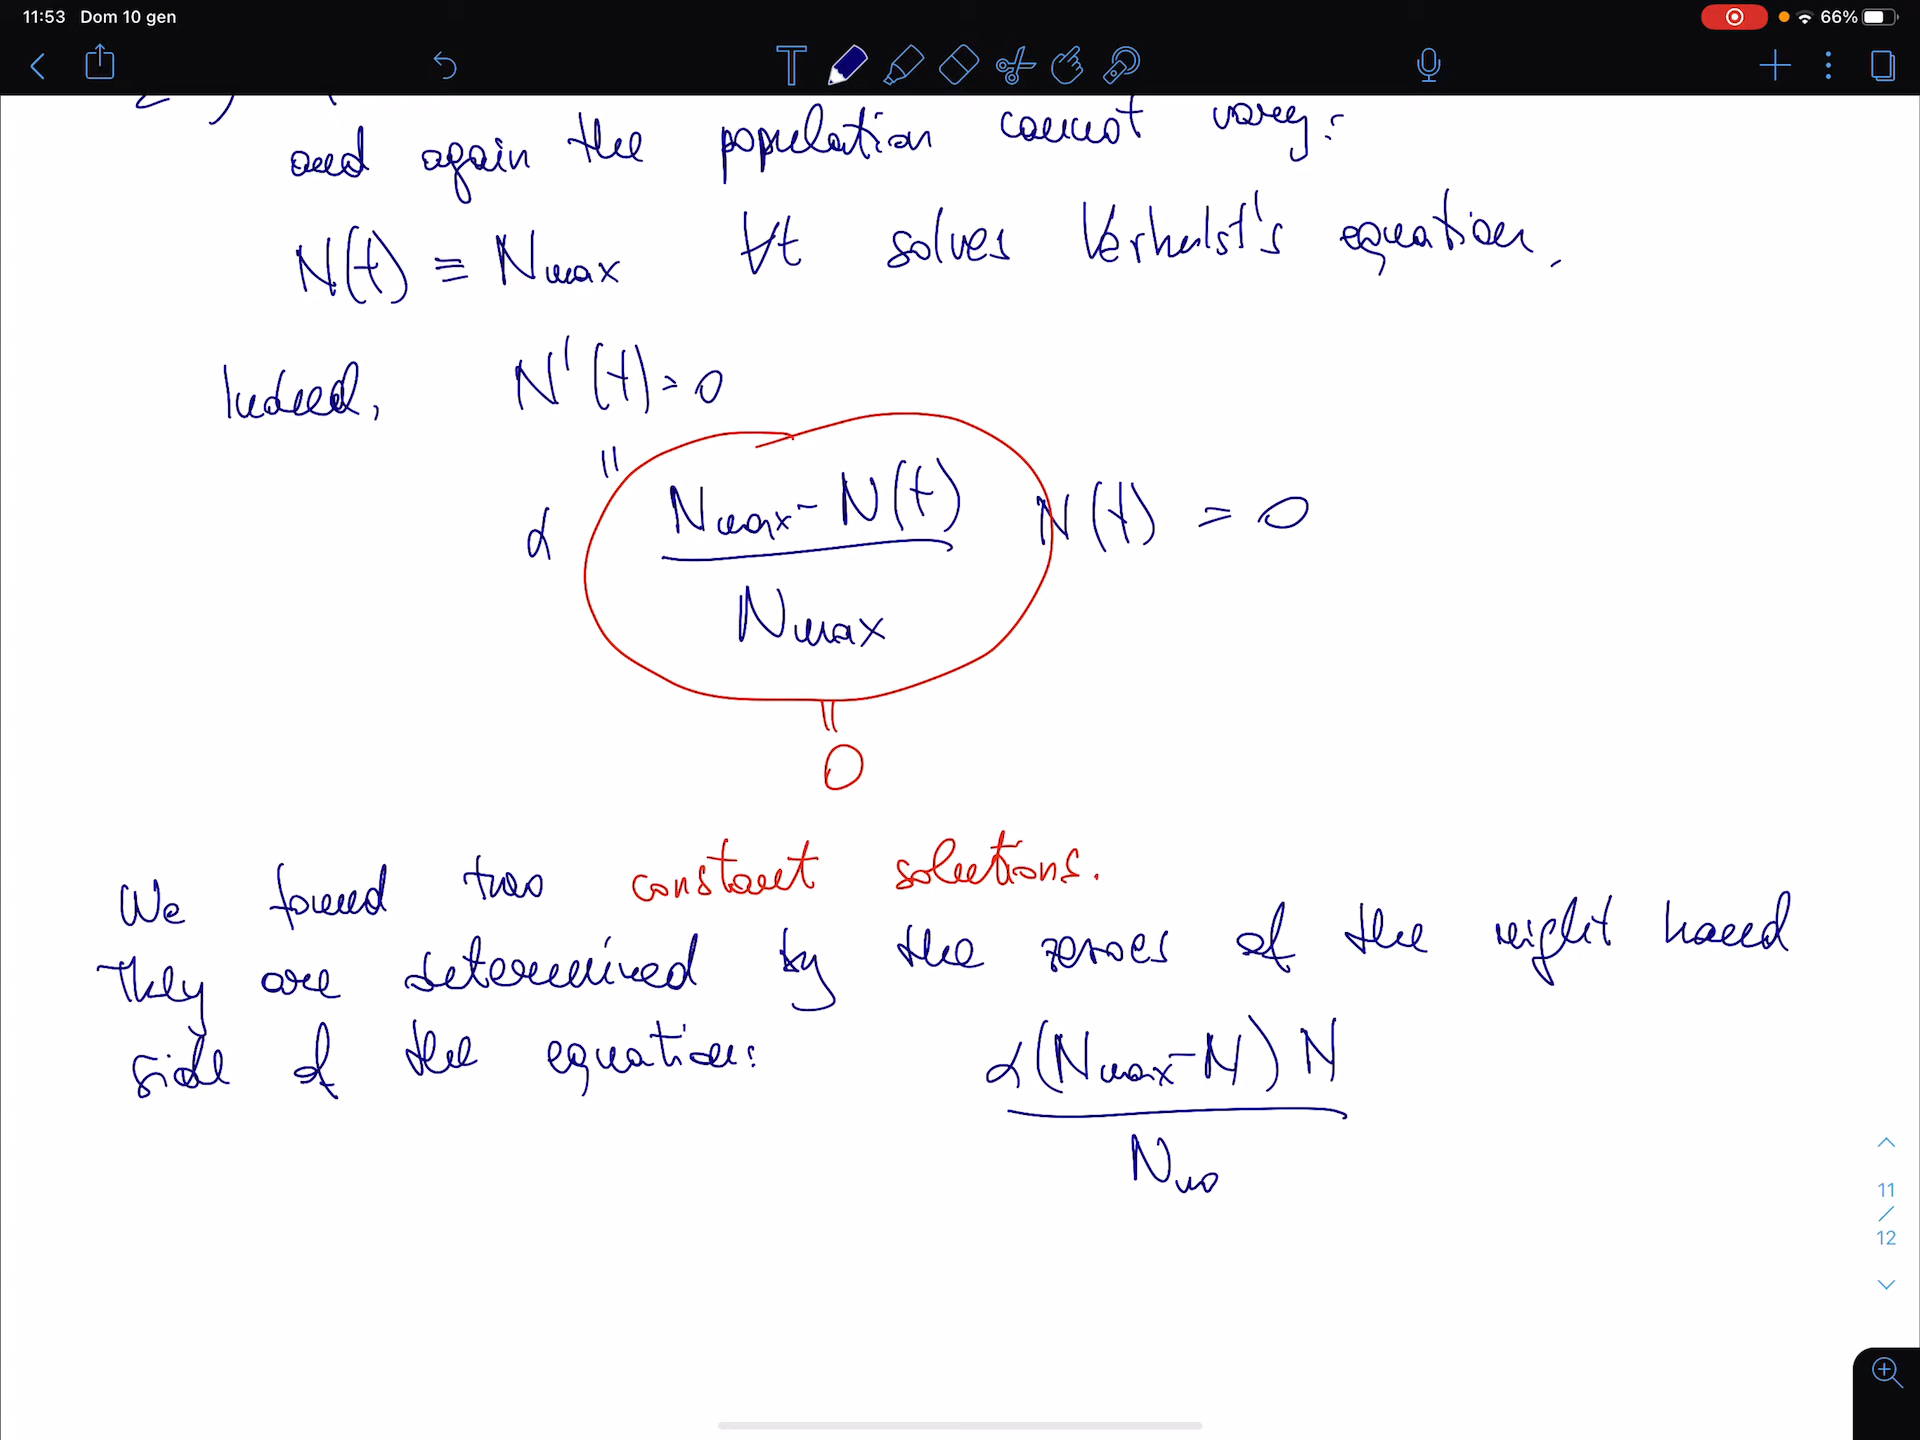 11:53 Dom 10 gen
66%
and again the population cannot vary:
N(t) ≡ Nmax ∀t solves Verhulst's equation.
Indeed, N'(t) = 0
"
α (Nmax - N(t)) / Nmax N(t) = 0
"
0
We found two constant solutions.
They are determined by the zeroes of the right hand
side of the equation: α(Nmax-N) N
Nma
11
/
12